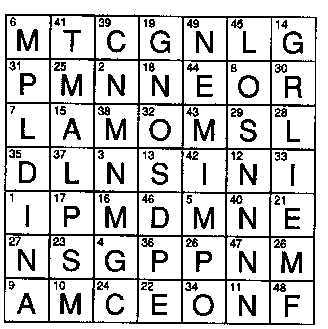 6 41 39 19 49 45 14
M T C G N L G
31 25 2 18 44 8 30
P M N N E O R
7 15 38 32 43 29 28
L A M O M S L
35 37 3 13 42 12 33
D L N S I N I
1 17 16 46 5 40 21
I P M D M N E
27 23 4 36 26 47 26
N S G P P N M
9 10 24 22 34 11 48
A M C E O N F